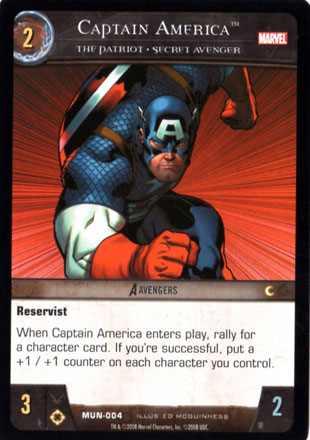 2
CAPTAIN AMERICA™
MARVEL
THE PATRIOT • SECRET AVENGER
A
AVENGERS
Reservist
When Captain America enters play, rally for
a character card. If you're successful, put a
+1 / +1 counter on each character you control.
3
MUN-004
ILLUS: ED MCGUINNESS
2
TM & ©2008 Marvel Characters, Inc. ©2008 UDC.